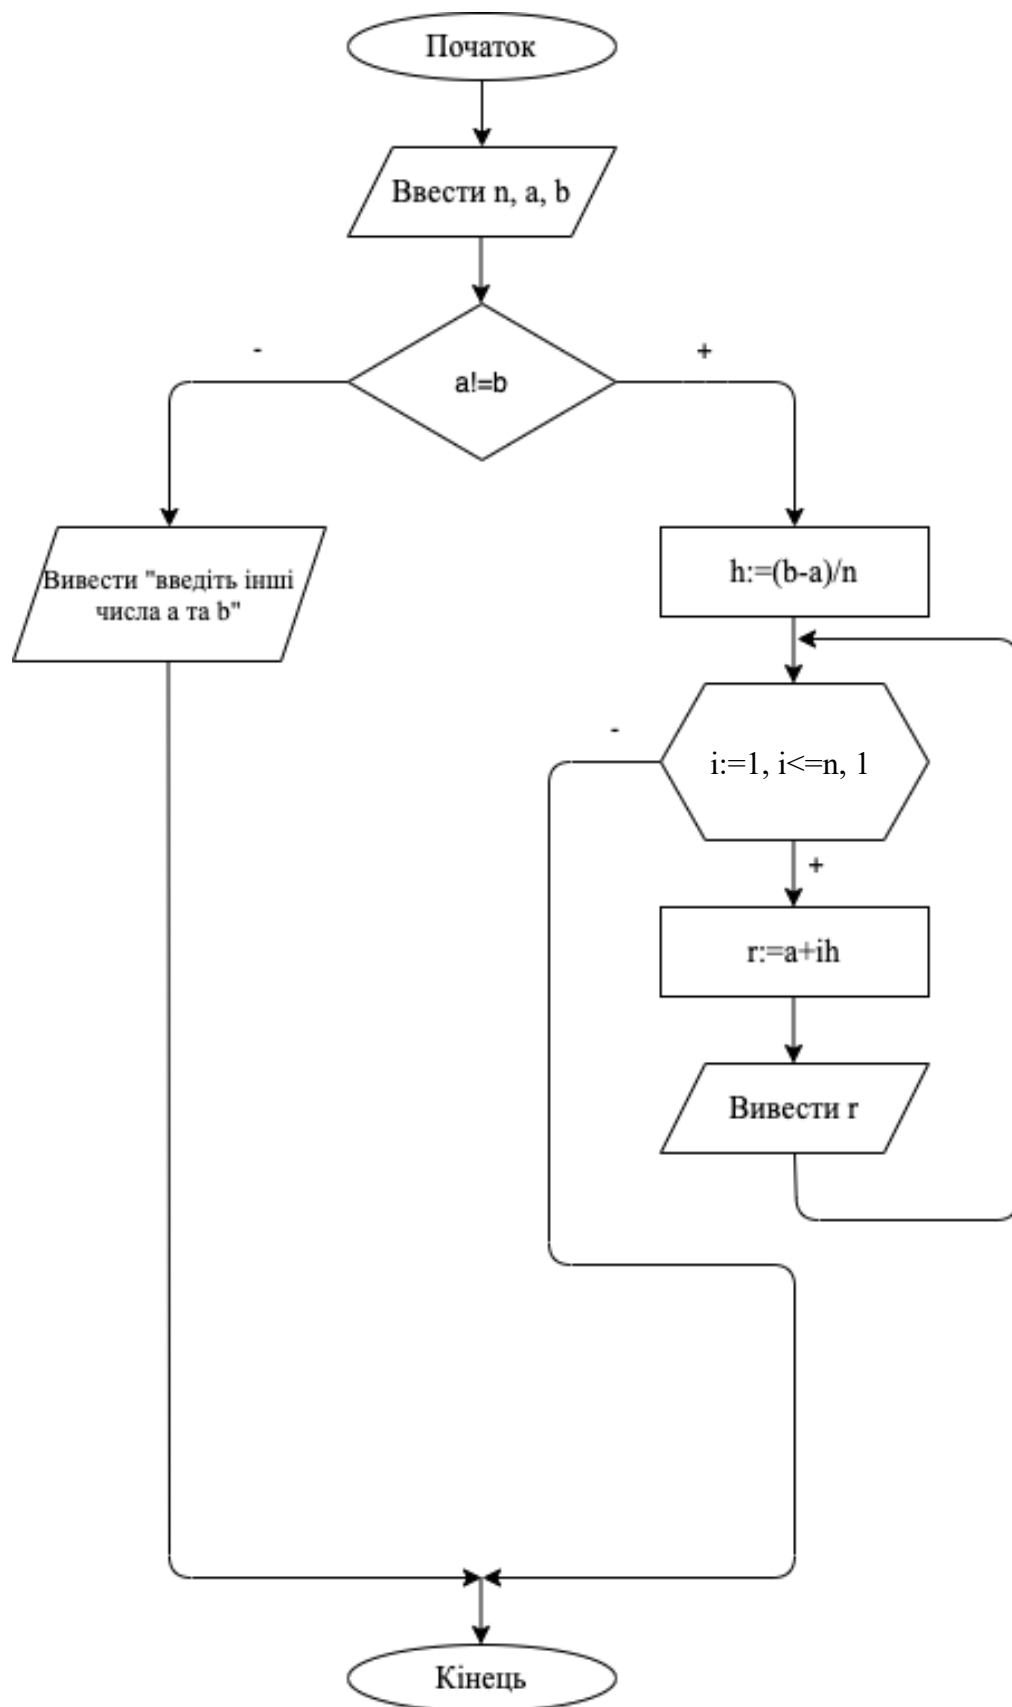 Початок
Ввести n, a, b
-
+
a!=b
Вивести "введіть інші
числа а та b"
h:=(b-a)/n
-
i:=1, i<=n, 1
+
r:=a+ih
Вивести r
Кінець